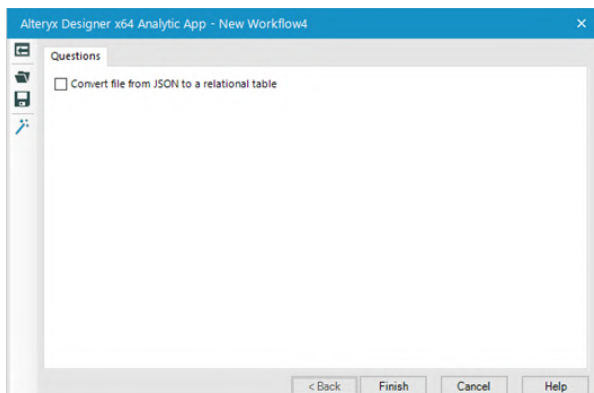 Alteryx Designer x64 Analytic App - New Workflow4
Questions
Convert file from JSON to a relational table
< Back Finish Cancel Help